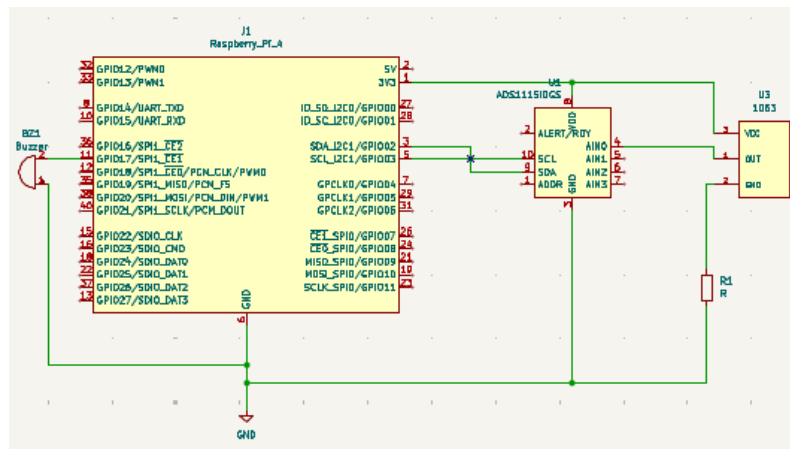 J1
Raspberry_Pi_4
32 GPIO12/PWM0
33 GPIO13/PWM1
8 GPIO14/UART_TXD
10 GPIO15/UART_RXD
36 GPIO16/SPI1_CE2
11 GPIO17/SPI1_CE1
12 GPIO18/SPI1_CE0/PCM_CLK/PWM0
35 GPIO19/SPI1_MISO/PCM_FS
38 GPIO20/SPI1_MOSI/PCM_DIN/PWM1
40 GPIO21/SPI1_SCLK/PCM_DOUT
15 GPIO22/SDIO_CLK
16 GPIO23/SDIO_CMD
18 GPIO24/SDIO_DAT0
22 GPIO25/SDIO_DAT1
37 GPIO26/SDIO_DAT2
13 GPIO27/SDIO_DAT3
5V 2
3V3 1
ID_SD_I2C0/GPIO00 27
ID_SC_I2C0/GPIO01 28
SDA_I2C1/GPIO02 3
SCL_I2C1/GPIO03 5
GPCLK0/GPIO04 7
GPCLK1/GPIO05 29
GPCLK2/GPIO06 31
CE1_SPI0/GPIO07 26
CE0_SPI0/GPIO08 24
MISO_SPI0/GPIO09 21
MOSI_SPI0/GPIO10 19
SCLK_SPI0/GPIO11 23
GND
6
BZ1
Buzzer
2
1
U1
ADS1115IDGS
8
VDD
2 ALERT/RDY
10 SCL
9 SDA
1 ADDR
AIN0 4
AIN1 5
AIN2 6
AIN3 7
GND
3
U3
1083
3 VCC
1 OUT
2 GND
R1
R
GND